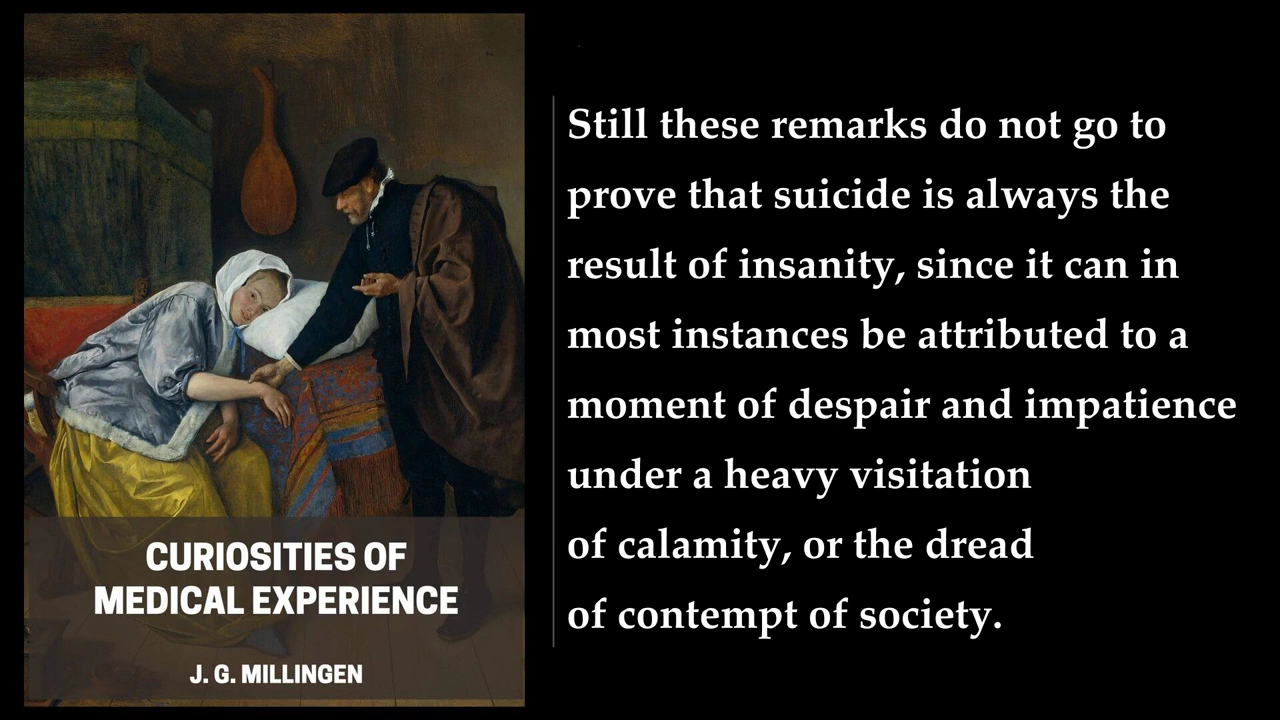 CURIOSITIES OF
MEDICAL EXPERIENCE
J. G. MILLINGEN
Still these remarks do not go to
prove that suicide is always the
result of insanity, since it can in
most instances be attributed to a
moment of despair and impatience
under a heavy visitation
of calamity, or the dread
of contempt of society.